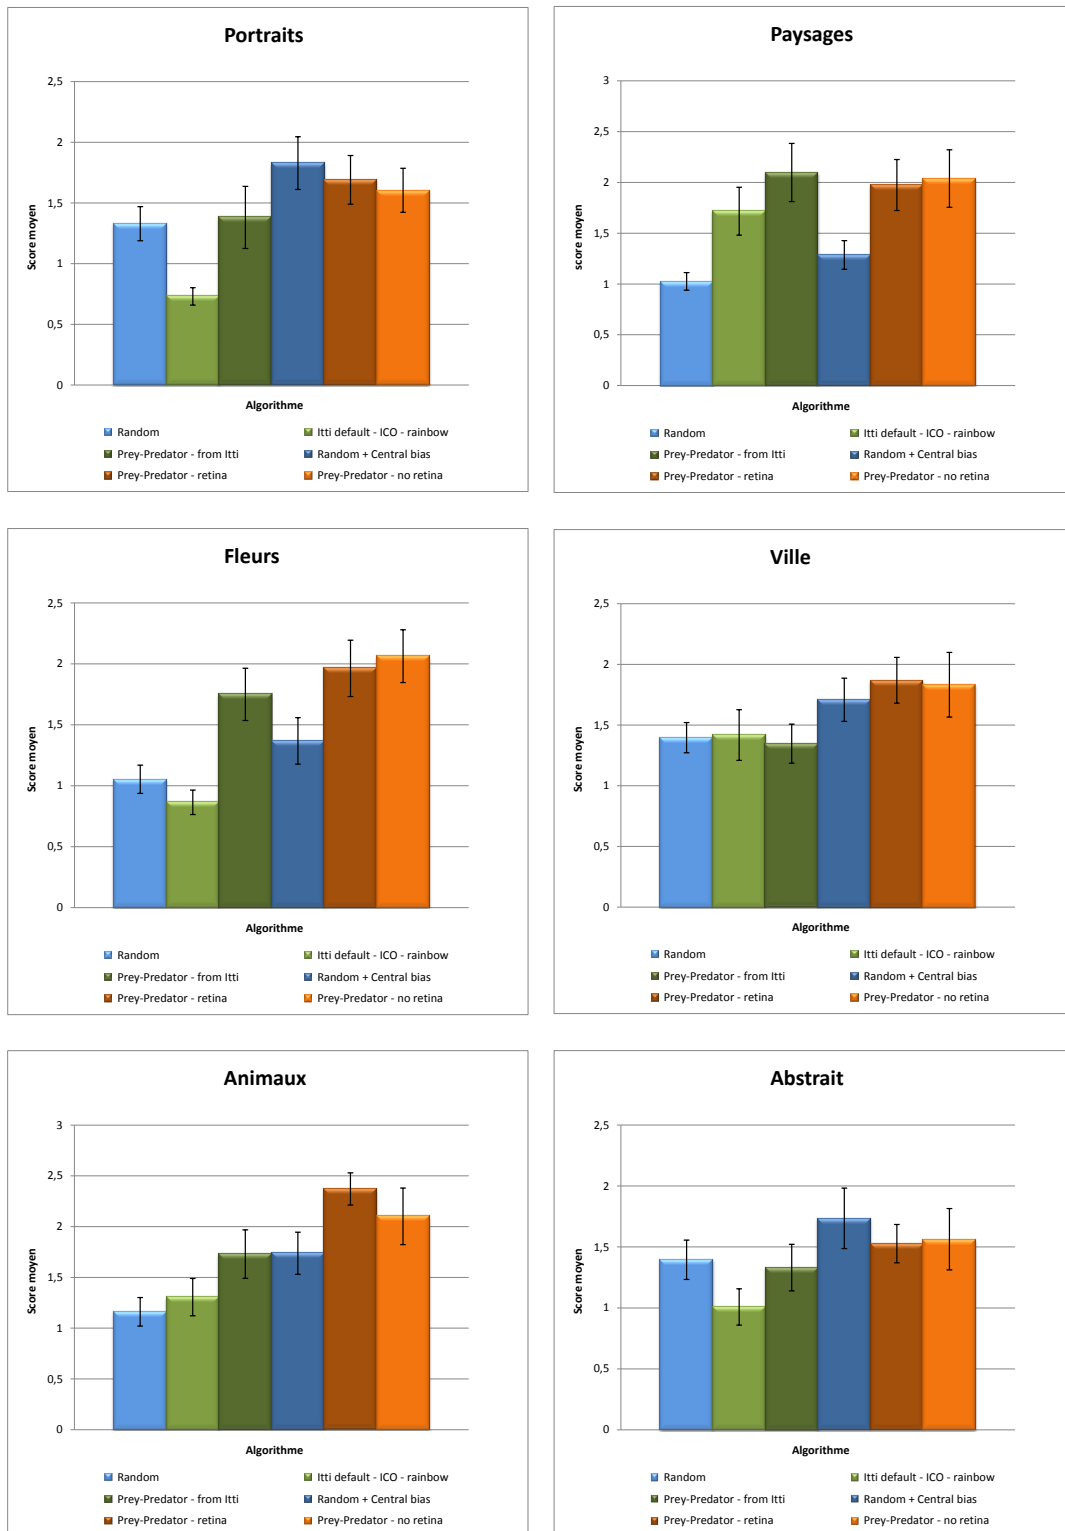 Portraits
2,5
2
1,5
1
0,5
0
Score moyen
Algorithme
Random
Itti default - ICO - rainbow
Prey-Predator - from Itti
Random + Central bias
Prey-Predator - retina
Prey-Predator - no retina
Paysages
3
2,5
2
1,5
1
0,5
0
score moyen
Algorithme
Random
Itti default - ICO - rainbow
Prey-Predator - from Itti
Random + Central bias
Prey-Predator - retina
Prey-Predator - no retina
Fleurs
2,5
2
1,5
1
0,5
0
Score moyen
Algorithme
Random
Itti default - ICO - rainbow
Prey-Predator - from Itti
Random + Central bias
Prey-Predator - retina
Prey-Predator - no retina
Ville
2,5
2
1,5
1
0,5
0
Score moyen
Algorithme
Random
Itti default - ICO - rainbow
Prey-Predator - from Itti
Random + Central bias
Prey-Predator - retina
Prey-Predator - no retina
Animaux
3
2,5
2
1,5
1
0,5
0
Score moyen
Algorithme
Random
Itti default - ICO - rainbow
Prey-Predator - from Itti
Random + Central bias
Prey-Predator - retina
Prey-Predator - no retina
Abstrait
2,5
2
1,5
1
0,5
0
Score moyen
Algorithme
Random
Itti default - ICO - rainbow
Prey-Predator - from Itti
Random + Central bias
Prey-Predator - retina
Prey-Predator - no retina